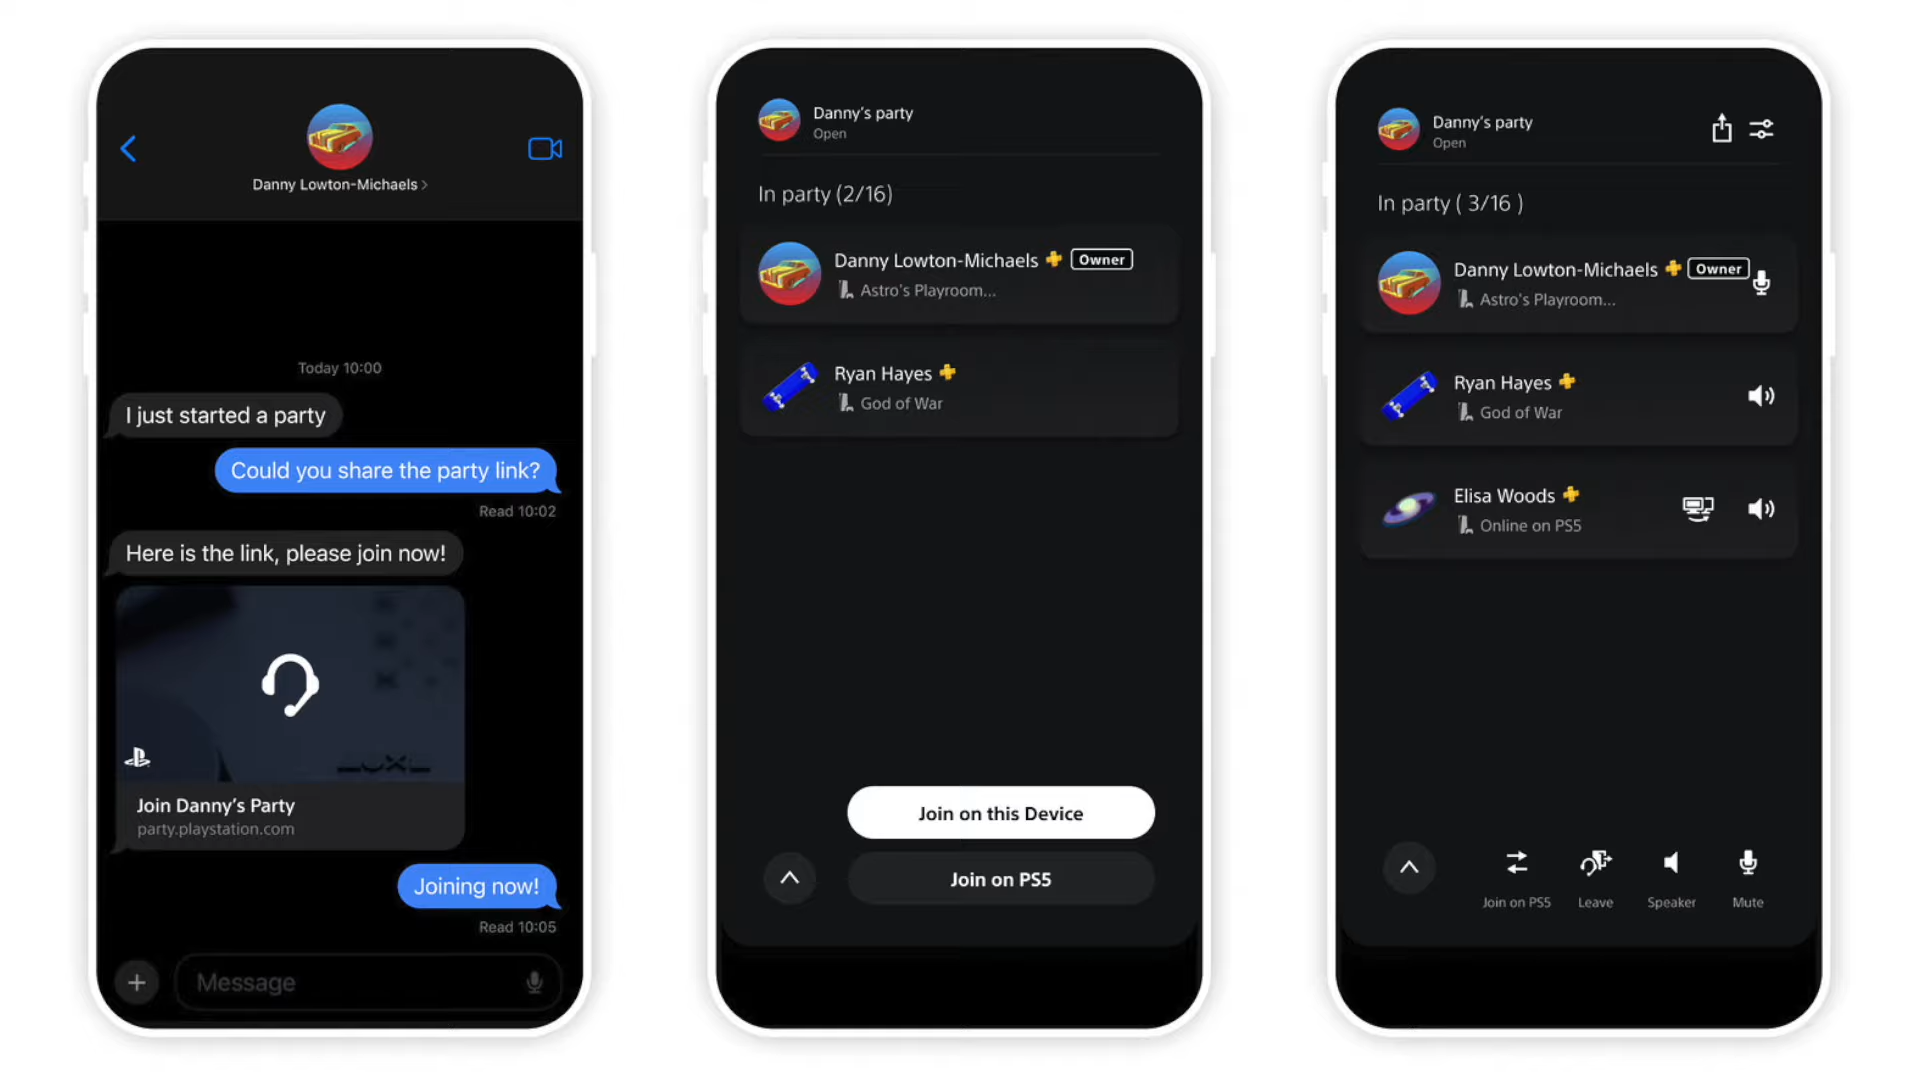 Danny Lowton-Michaels
Today 10:00
I just started a party
Could you share the party link?
Read 10:02
Here is the link, please join now!
Join Danny’s Party
party.playstation.com
Joining now!
Read 10:05
Message
Danny’s party
Open
In party (2/16)
Danny Lowton-Michaels Owner
Astro's Playroom...
Ryan Hayes
God of War
Join on this Device
Join on PS5
Danny’s party
Open
In party ( 3/16 )
Danny Lowton-Michaels Owner
Astro's Playroom...
Ryan Hayes
God of War
Elisa Woods
Online on PS5
Join on PS5 Leave Speaker Mute